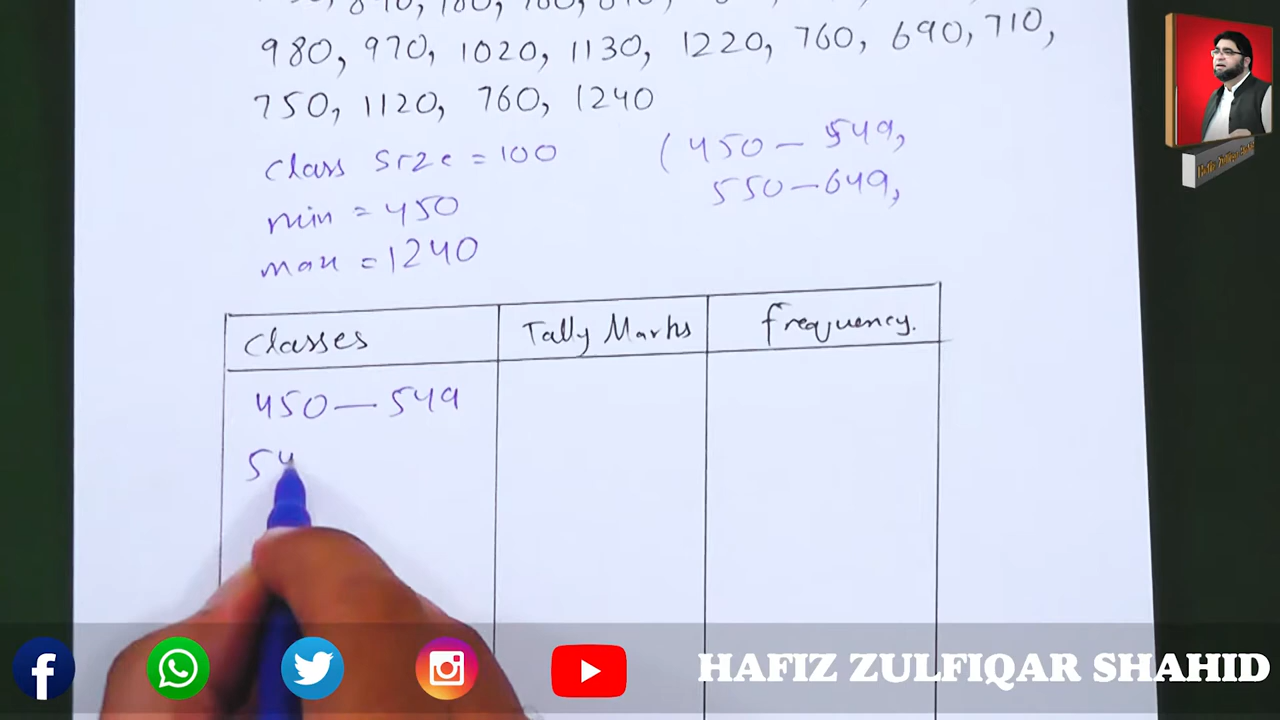 980, 970, 1020, 1130, 1220, 760, 690, 710,
750, 1120, 760, 1240
class size = 100
min = 450
max = 1240
(450 — 549,
550 — 649,
Classes Tally Marks frequency.
450 — 549
54
f
HAFIZ ZULFIQAR SHAHID